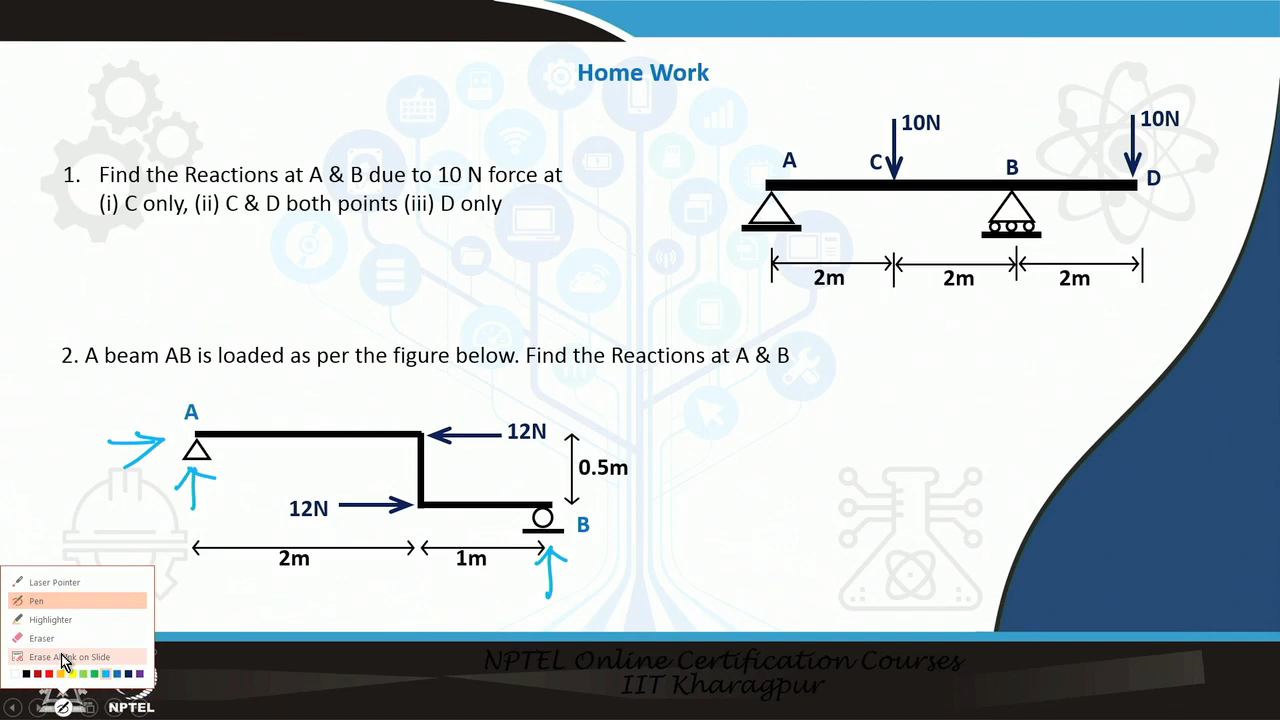 Home Work
1. Find the Reactions at A & B due to 10 N force at
(i) C only, (ii) C & D both points (iii) D only
10N
10N
A
C
B
D
2m
2m
2m
2. A beam AB is loaded as per the figure below. Find the Reactions at A & B
A
12N
0.5m
12N
B
2m
1m
Laser Pointer
Pen
Highlighter
Eraser
Erase All Ink on Slide
NPTEL Online Certification Courses
IIT Kharagpur
NPTEL